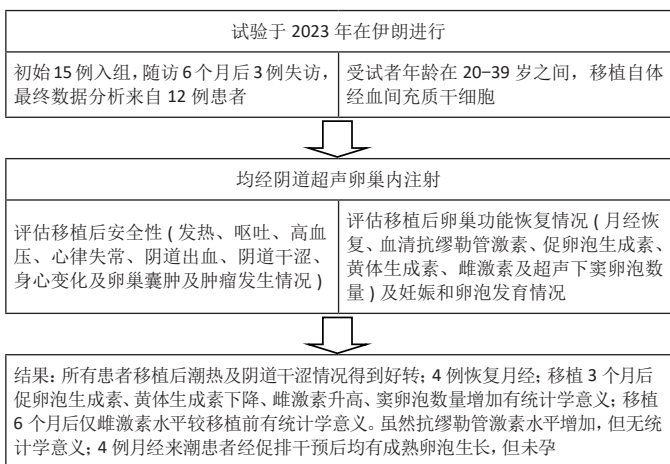 试验于 2023 年在伊朗进行
初始 15 例入组，随访 6 个月后 3 例失访，
最终数据分析来自 12 例患者
受试者年龄在 20–39 岁之间，移植自体
经血间充质干细胞
均经阴道超声卵巢内注射
评估移植后安全性 ( 发热、呕吐、高血
压、心律失常、阴道出血、阴道干涩、
身心变化及卵巢囊肿及肿瘤发生情况 )
评估移植后卵巢功能恢复情况 ( 月经恢
复、血清抗缪勒管激素、促卵泡生成素、
黄体生成素、雌激素及超声下窦卵泡数
量 ) 及妊娠和卵泡发育情况
结果：所有患者移植后潮热及阴道干涩情况得到好转；4 例恢复月经；移植 3 个月后
促卵泡生成素、黄体生成素下降、雌激素升高、窦卵泡数量增加有统计学意义；移植
6 个月后仅雌激素水平较移植前有统计学意义。虽然抗缪勒管激素水平增加，但无统
计学意义；4 例月经来潮患者经促排干预后均有成熟卵泡生长，但未孕